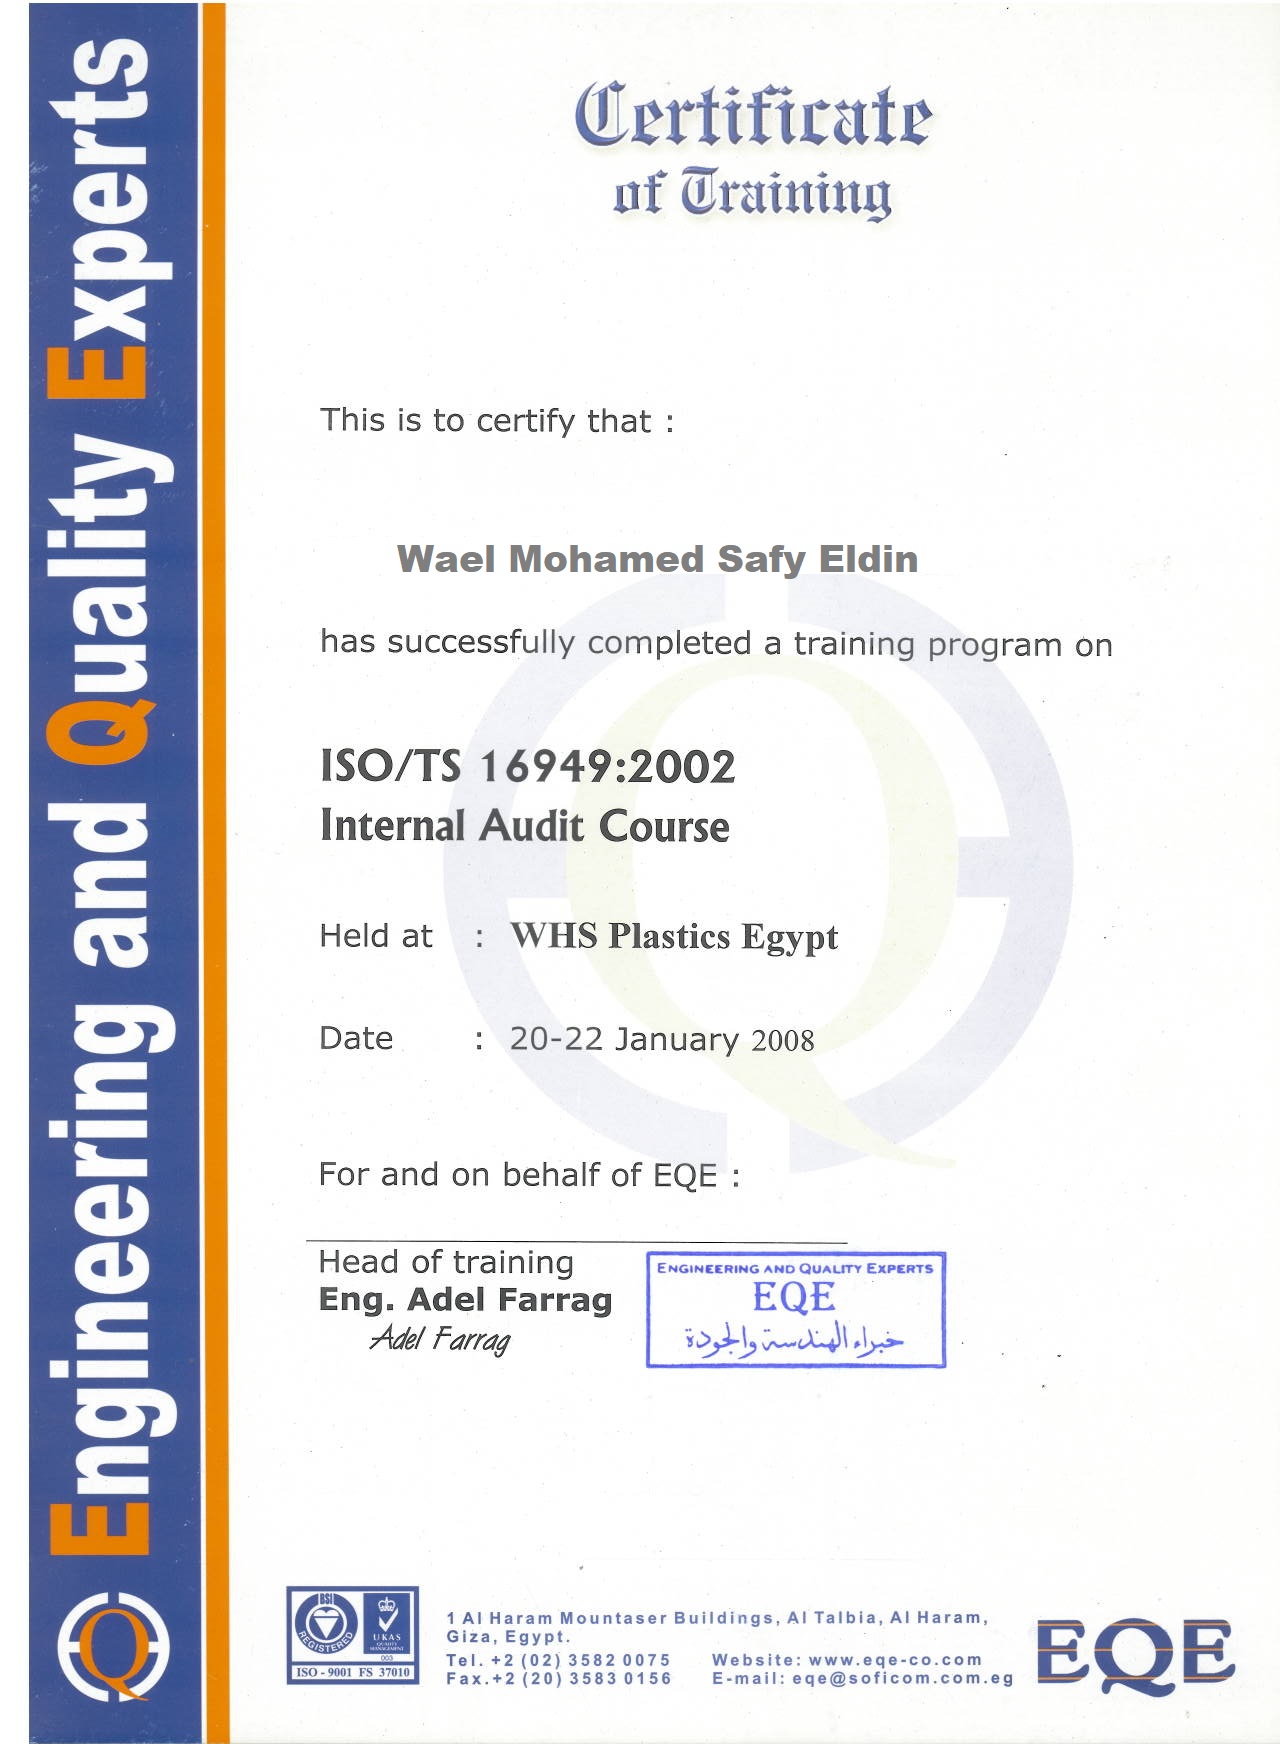 Engineering and Quality Experts
Certificate
of Training
This is to certify that :
Wael Mohamed Safy Eldin
has successfully completed a training program on
ISO/TS 16949:2002
Internal Audit Course
Held at : WHS Plastics Egypt
Date : 20-22 January 2008
For and on behalf of EQE :
Head of training
Eng. Adel Farrag
Adel Farrag
ENGINEERING AND QUALITY EXPERTS
EQE
خبراء الهندسة والجودة
BSI
REGISTERED
UKAS
QUALITY
MANAGEMENT
003
ISO - 9001 FS 37010
1 Al Haram Mountaser Buildings, Al Talbia, Al Haram,
Giza, Egypt.
Tel. +2 (02) 3582 0075 Website: www.eqe-co.com
Fax.+2 (20) 3583 0156 E-mail: eqe@soficom.com.eg
EQE